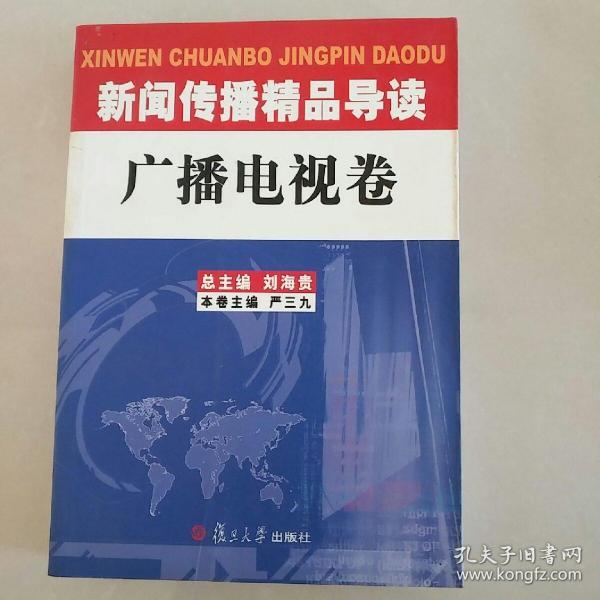 XINWEN CHUANBO JINGPIN DAODU
新闻传播精品导读
广播电视卷
总主编 刘海贵
本卷主编 严三九
復旦大學出版社
孔夫子旧书网
www.kongfz.com